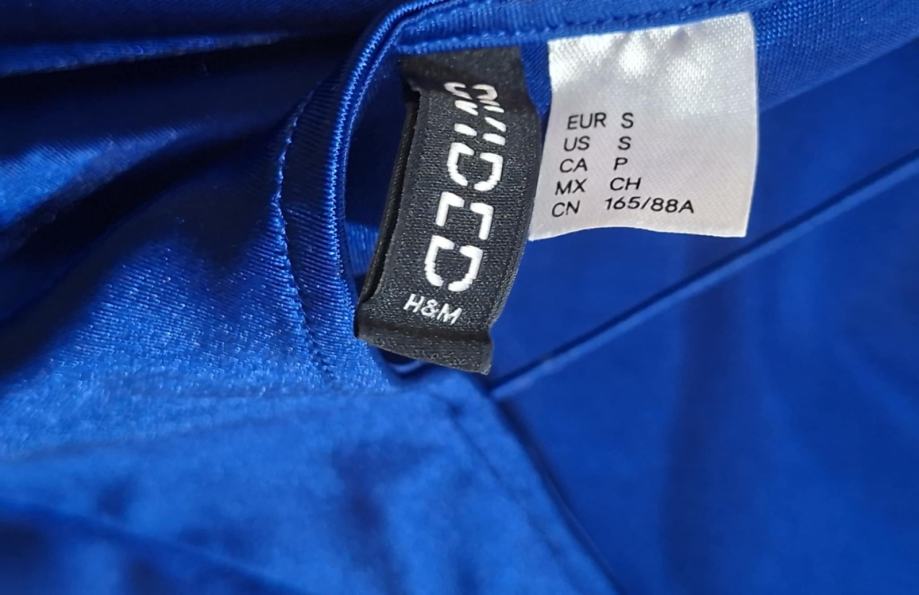 DIVIDED
H&M
EUR S
US S
CA P
MX CH
CN 165/88A